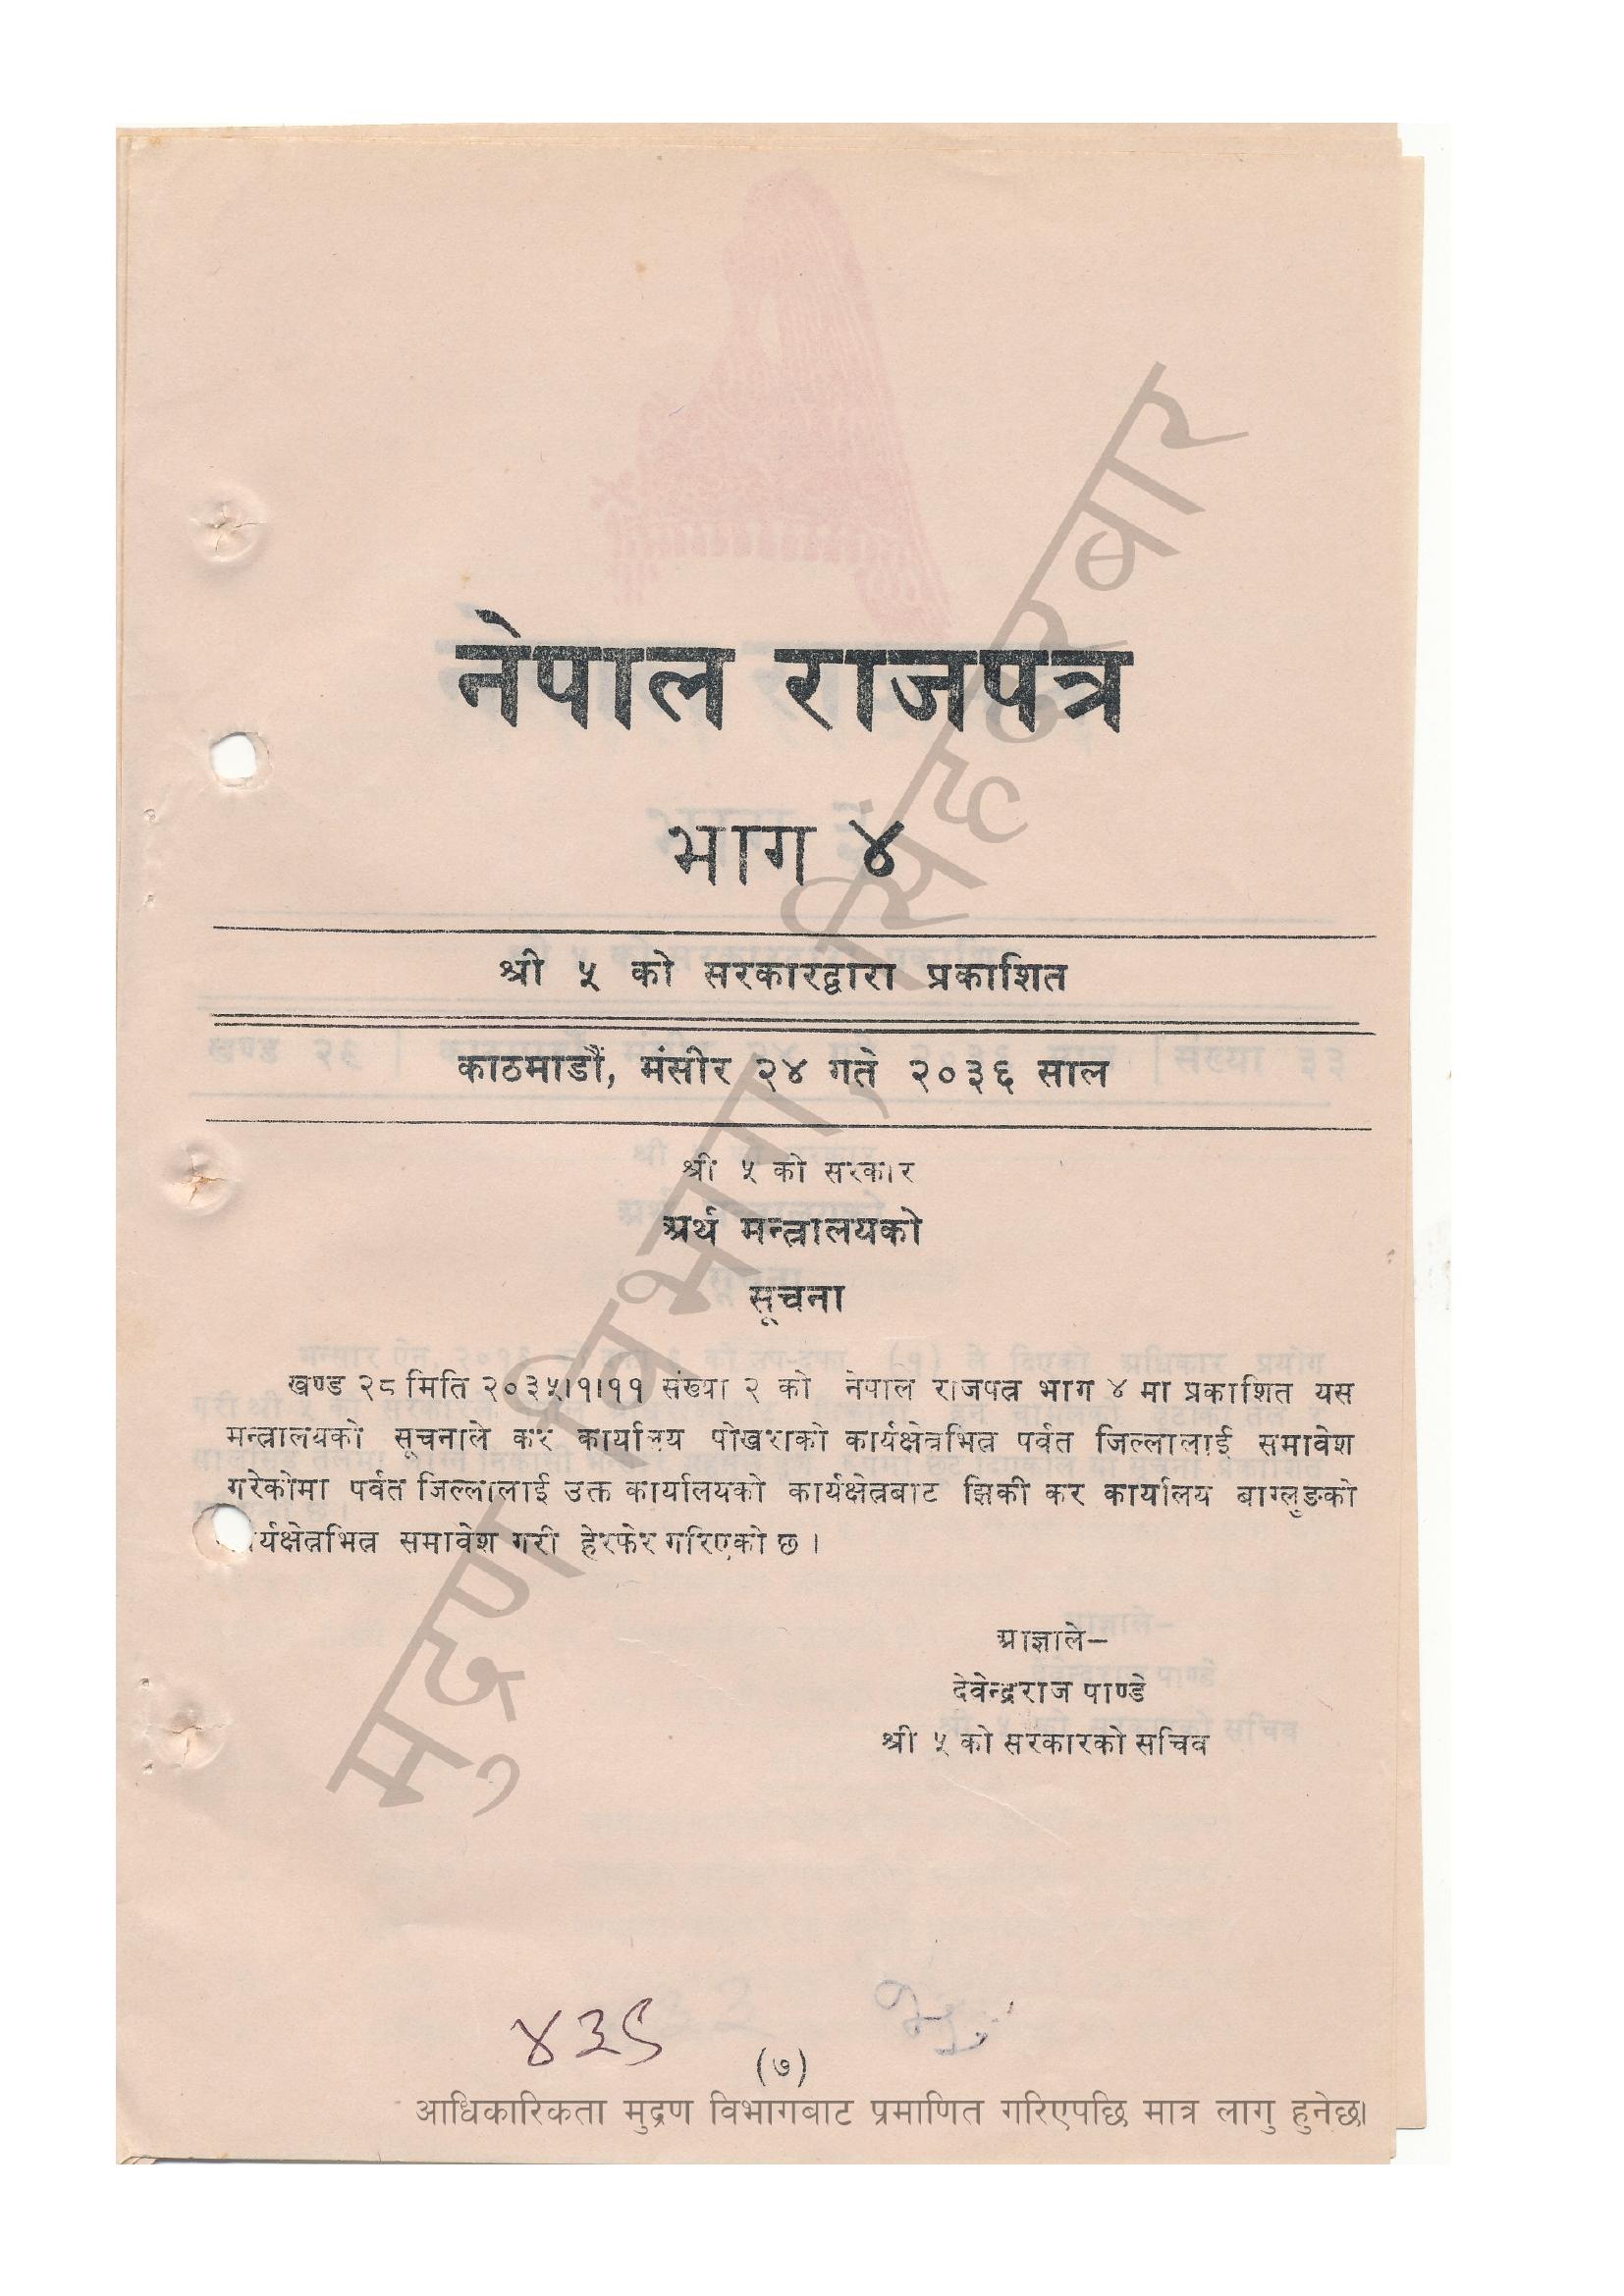 नेपाल राजपत्र
भाग ४
श्री ५ को सरकारद्वारा प्रकाशित
काठमाडौं, मंसीर २४ गते २०३६ साल
श्री ५ को सरकार
अर्थ मन्त्रालयको
सूचना
खण्ड २८ मिति २०३५।१।११ संख्या २ को नेपाल राजपत्र भाग ४ मा प्रकाशित यस
मन्त्रालयको सूचनाले कर कार्यालय पोखराको कार्यक्षेत्रभित्र पर्वत जिल्लालाई समावेश
गरेकोमा पर्वत जिल्लालाई उक्त कार्यालयको कार्यक्षेत्रबाट झिकी कर कार्यालय बाग्लुङको
र्यक्षेत्रभित्र समावेश गरी हेरफेर गरिएको छ ।
आज्ञाले–
देवेन्द्रराज पाण्डे
श्री ५ को सरकारको सचिव
मुद्रण विभाग, सिंहदरबार
(७)
आधिकारिकता मुद्रण विभागबाट प्रमाणित गरिएपछि मात्र लागु हुनेछ।